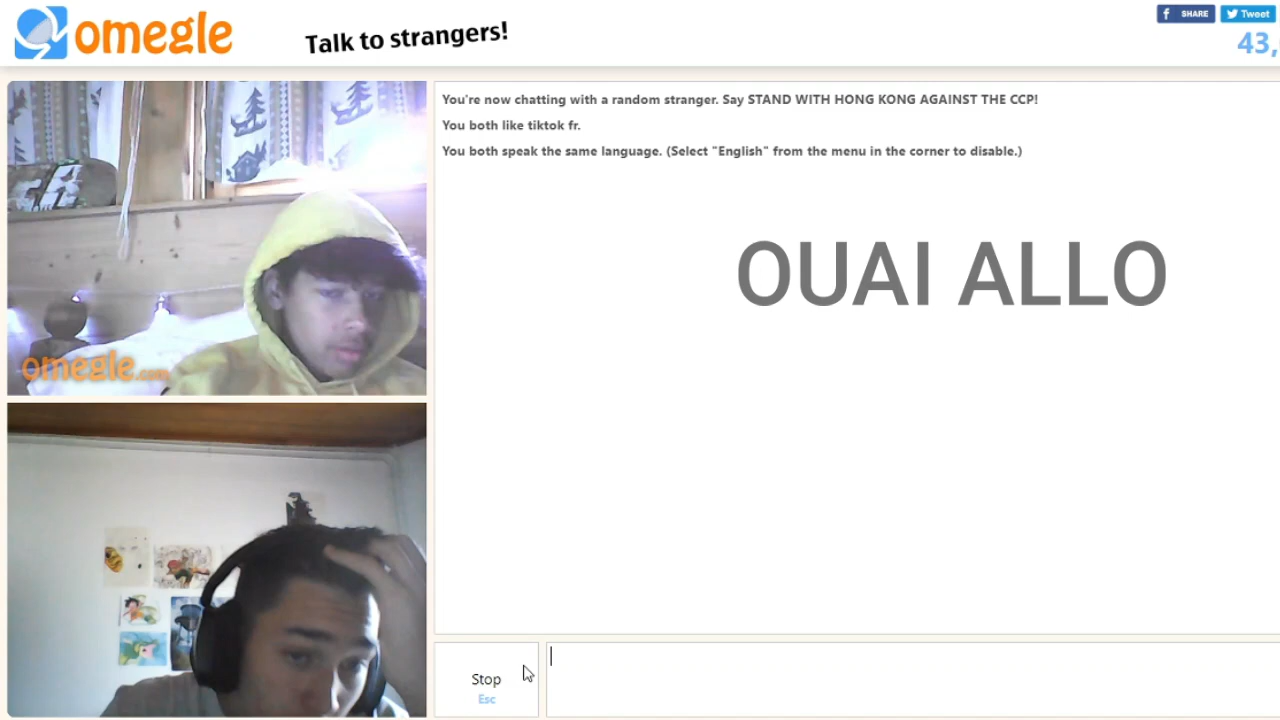 omegle
Talk to strangers!
f SHARE
Tweet
43,
You're now chatting with a random stranger. Say STAND WITH HONG KONG AGAINST THE CCP!
You both like tiktok fr.
You both speak the same language. (Select "English" from the menu in the corner to disable.)
OUAI ALLO
omegle.com
Stop
Esc